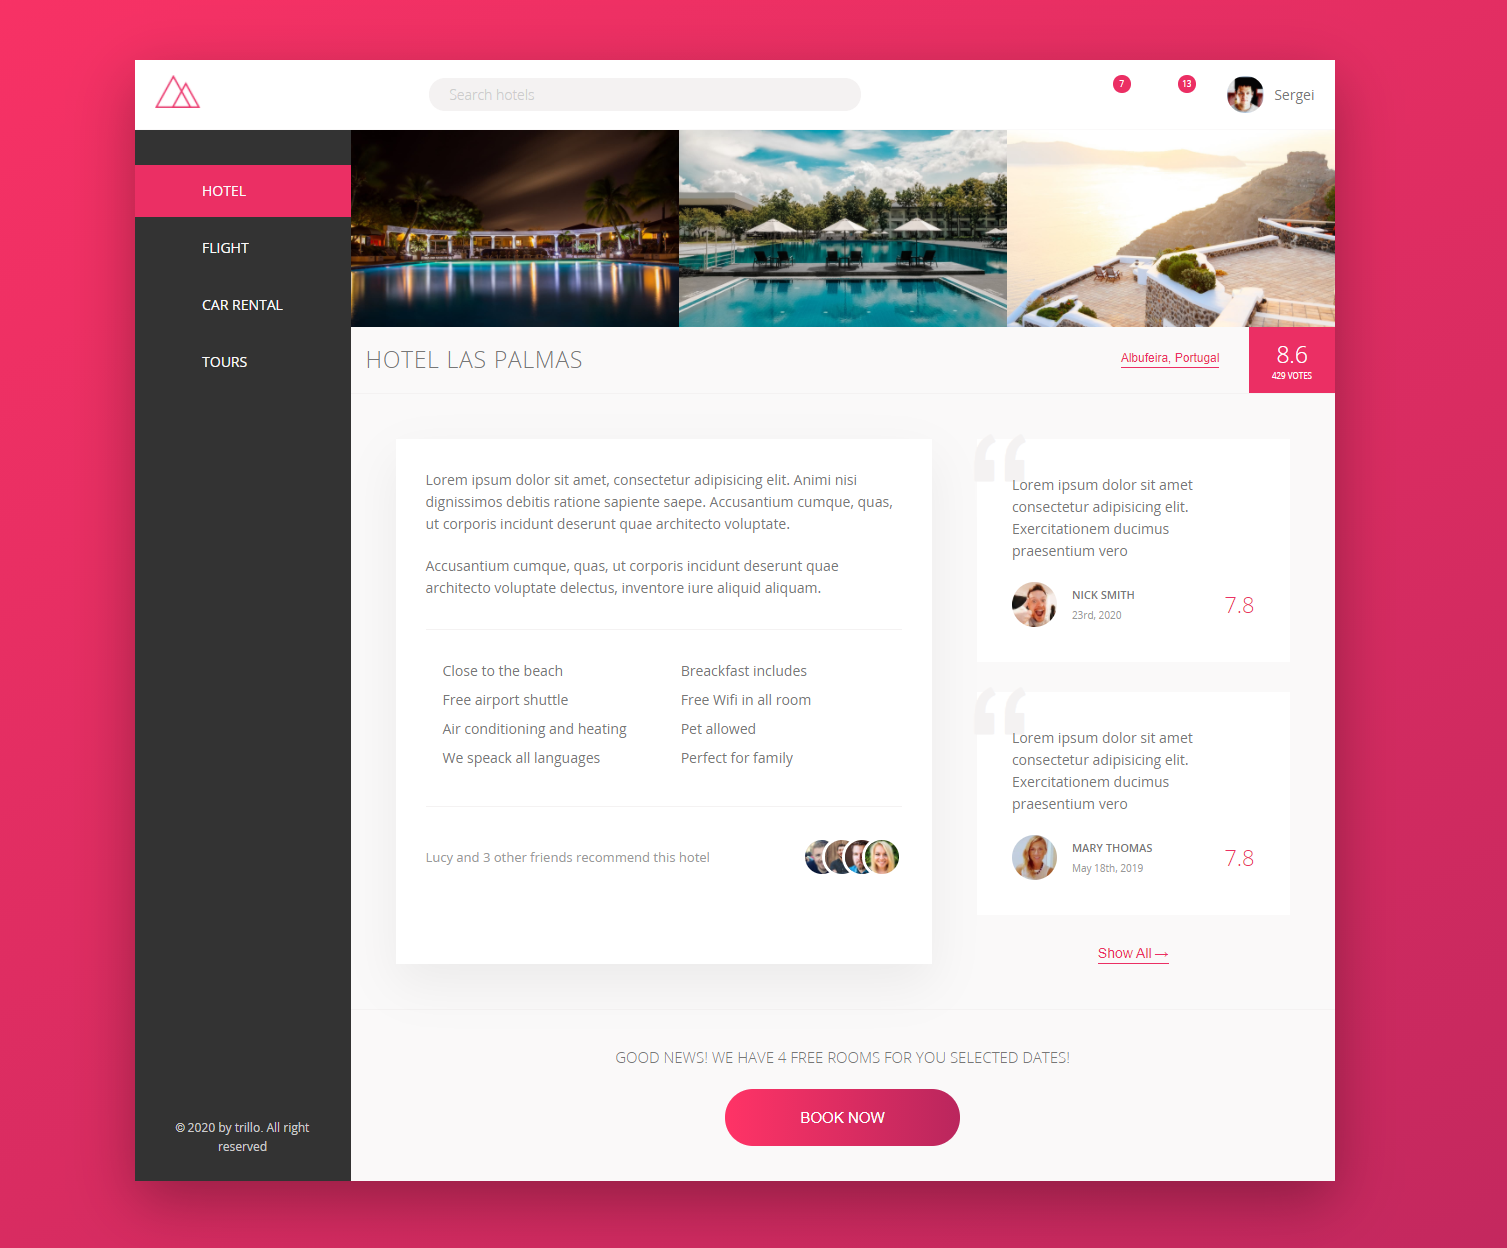 Search hotels
7
13
Sergei
HOTEL
FLIGHT
CAR RENTAL
TOURS
© 2020 by trillo. All right
reserved
HOTEL LAS PALMAS
Albufeira, Portugal
8.6
429 VOTES
Lorem ipsum dolor sit amet, consectetur adipisicing elit. Animi nisi
dignissimos debitis ratione sapiente saepe. Accusantium cumque, quas,
ut corporis incidunt deserunt quae architecto voluptate.
Accusantium cumque, quas, ut corporis incidunt deserunt quae
architecto voluptate delectus, inventore iure aliquid aliquam.
Close to the beach
Free airport shuttle
Air conditioning and heating
We speack all languages
Breackfast includes
Free Wifi in all room
Pet allowed
Perfect for family
Lucy and 3 other friends recommend this hotel
“
Lorem ipsum dolor sit amet
consectetur adipisicing elit.
Exercitationem ducimus
praesentium vero
NICK SMITH
23rd, 2020
7.8
“
Lorem ipsum dolor sit amet
consectetur adipisicing elit.
Exercitationem ducimus
praesentium vero
MARY THOMAS
May 18th, 2019
7.8
Show All →
GOOD NEWS! WE HAVE 4 FREE ROOMS FOR YOU SELECTED DATES!
BOOK NOW